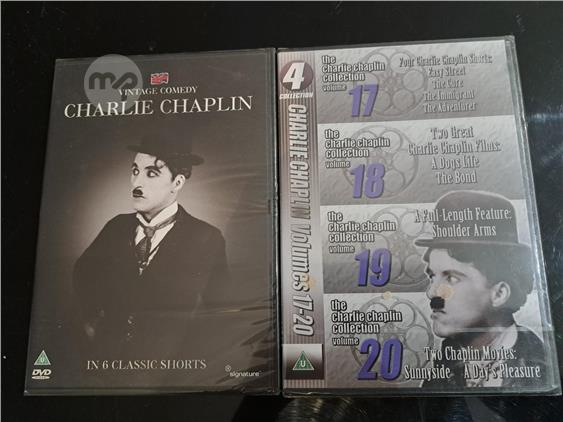 VINTAGE COMEDY
CHARLIE CHAPLIN
IN 6 CLASSIC SHORTS
U
DVD
signature
4
COLLECTION
CHARLIE CHAPLIN Volumes 17-20
the
charlie chaplin
collection
volume
17
Four Charlie Chaplin Shorts:
Easy Street
The Cure
The Immigrant
The Adventurer
the
charlie chaplin
collection
volume
18
Two Great
Charlie Chaplin Films:
A Dogs Life
The Bond
the
charlie chaplin
collection
volume
19
A Full-Length Feature:
Shoulder Arms
the
charlie chaplin
collection
volume
20
Two Chaplin Movies:
Sunnyside A Day's Pleasure
U